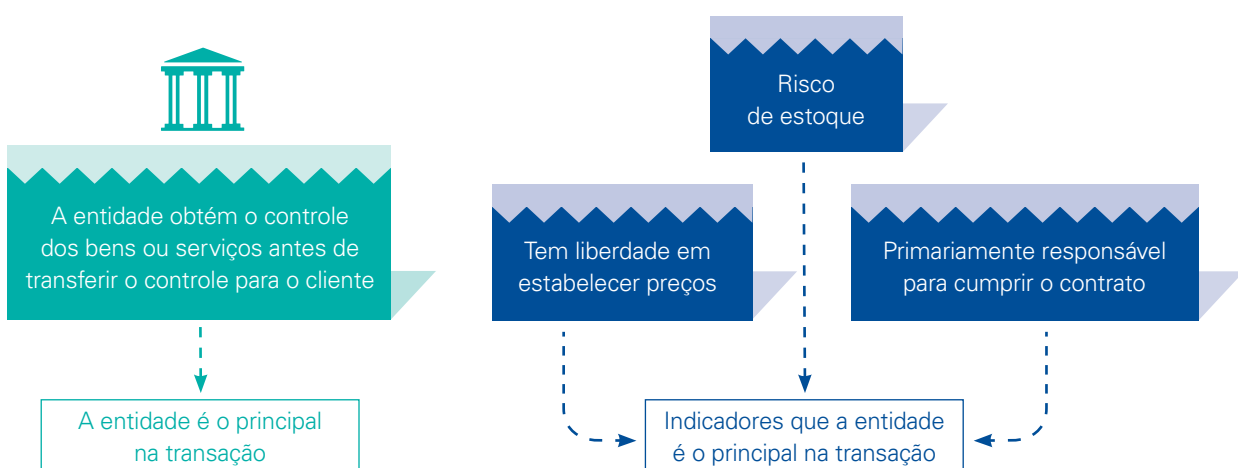 Risco
de estoque
A entidade obtém o controle
dos bens ou serviços antes de
transferir o controle para o cliente
Tem liberdade em
estabelecer preços
Primariamente responsável
para cumprir o contrato
A entidade é o principal
na transação
Indicadores que a entidade
é o principal na transação